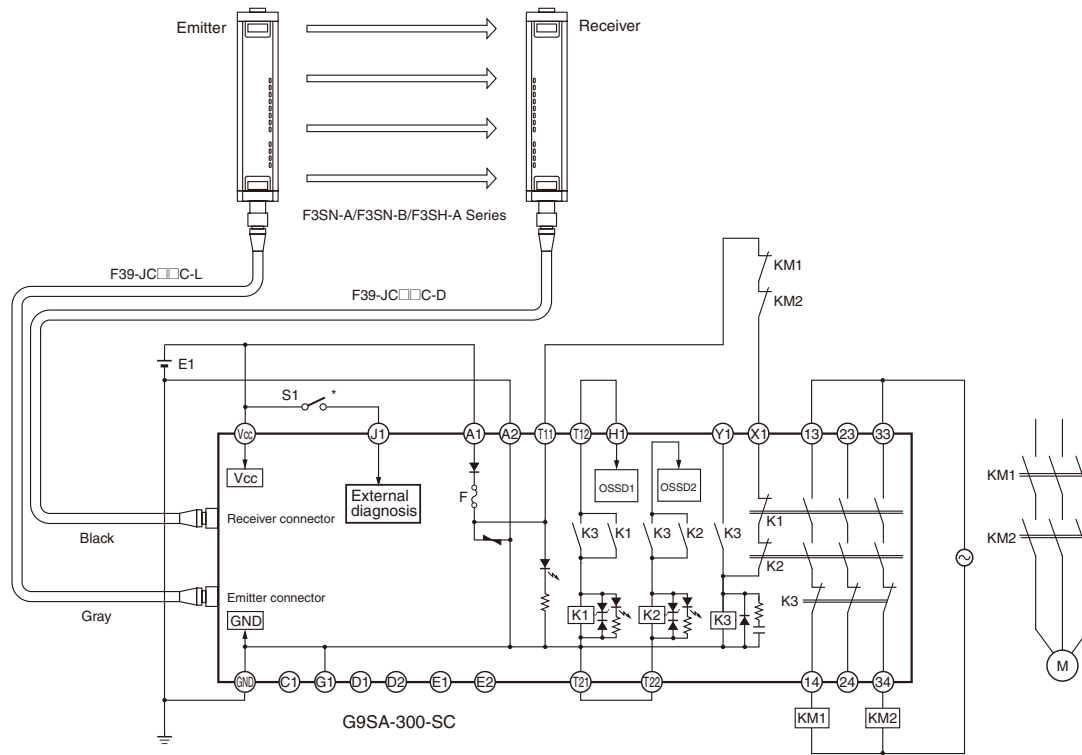 Emitter
Receiver
F3SN-A/F3SN-B/F3SH-A Series
F39-JC□□C-L
F39-JC□□C-D
KM1
KM2
E1
S1
*
Vcc
J1
A1
A2
T11
T12
H1
Y1
X1
13
23
33
Vcc
External
diagnosis
F
OSSD1
OSSD2
KM1
Receiver connector
K3
K1
K3
K2
K3
K1
KM2
Black
K2
Emitter connector
K3
Gray
GND
K1
K2
K3
M
GND
C1
G1
D1
D2
E1
E2
T21
T22
14
24
34
G9SA-300-SC
KM1
KM2